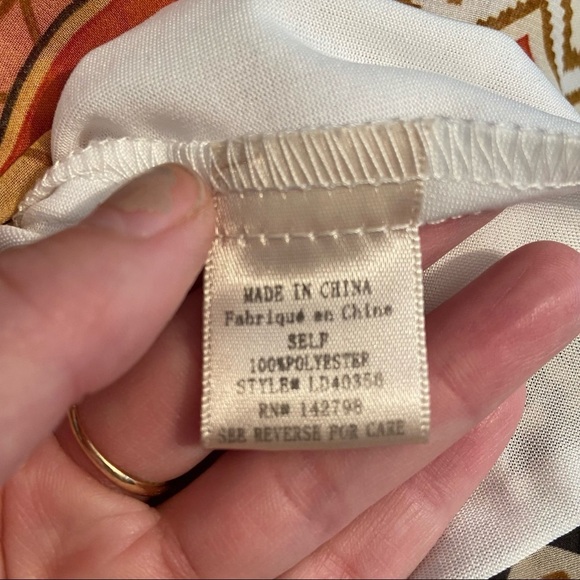 MADE IN CHINA
Fabriqué en Chine
SELF
100%POLYESTER
STYLE# LD40358
RN# 142798
SEE REVERSE FOR CARE